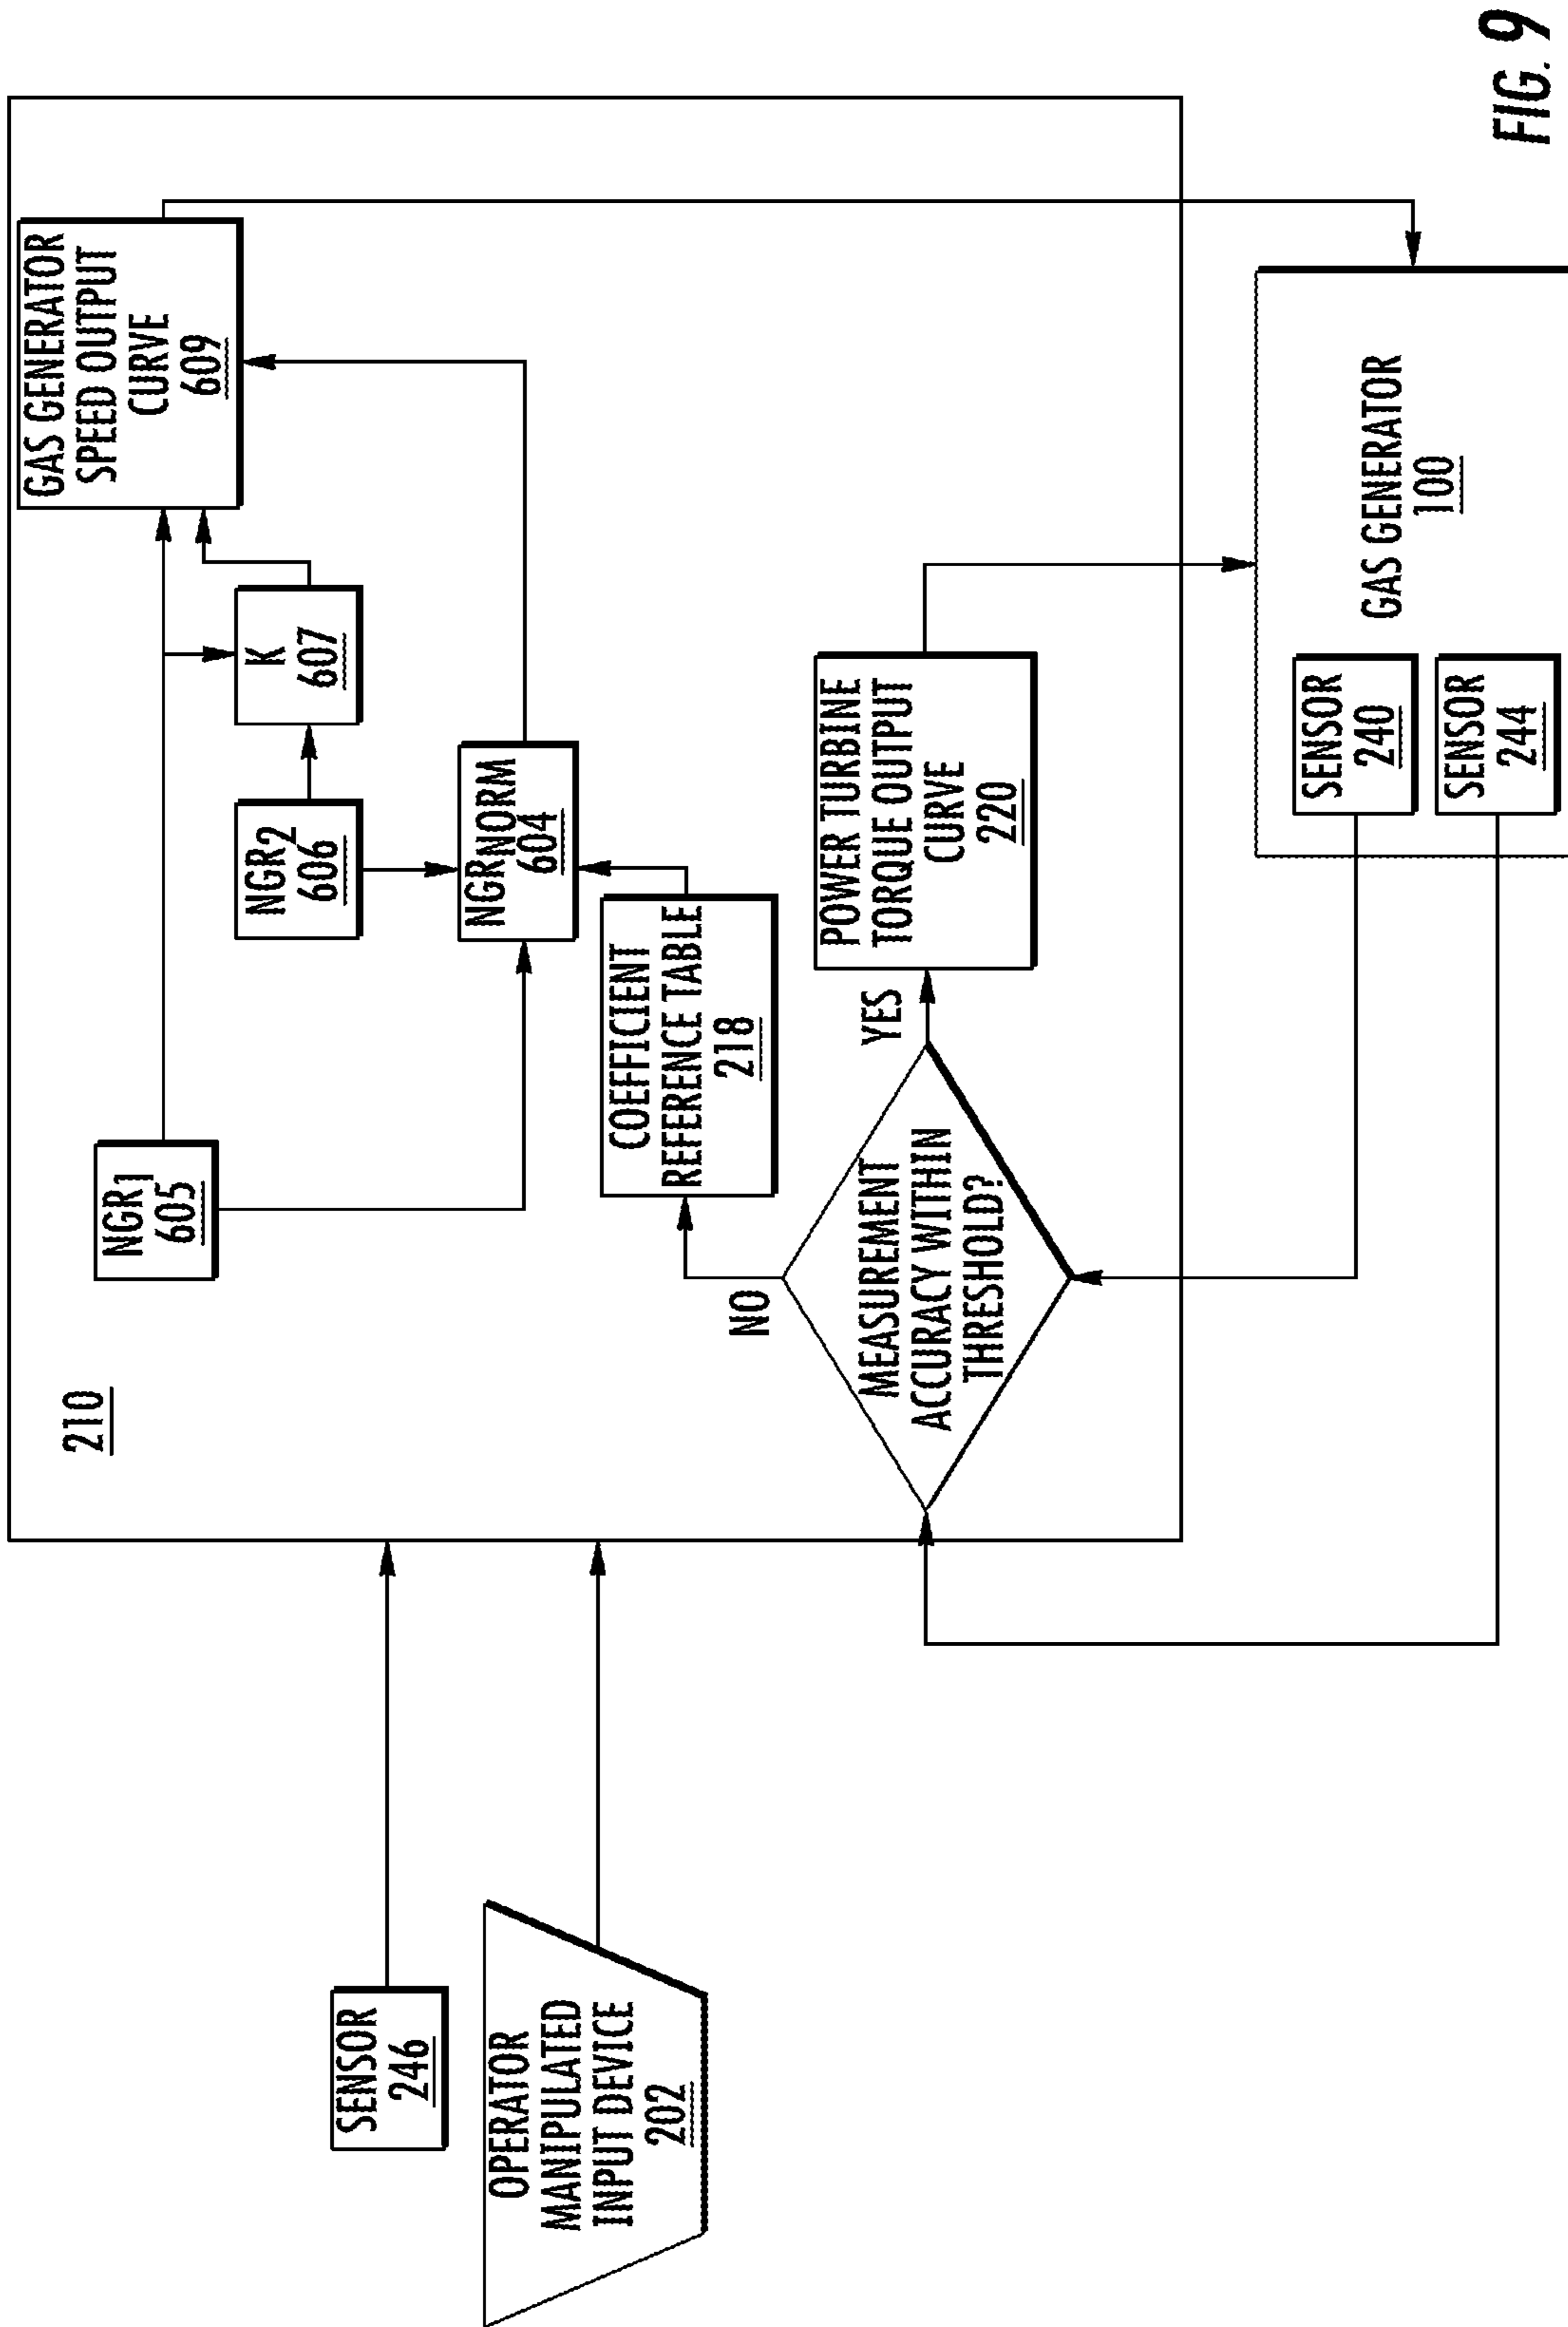 210
SENSOR
246
OPERATOR
MANIPULATED
INPUT DEVICE
202
NGR1
605
NGR2
606
K
607
GAS GENERATOR
SPEED OUTPUT
CURVE
609
NGRNORM
604
COEFFICIENT
REFERENCE TABLE
218
NO
MEASUREMENT
ACCURACY WITHIN
THRESHOLD?
YES
POWER TURBINE
TORQUE OUTPUT
CURVE
220
SENSOR
240
SENSOR
244
GAS GENERATOR
100
FIG. 9